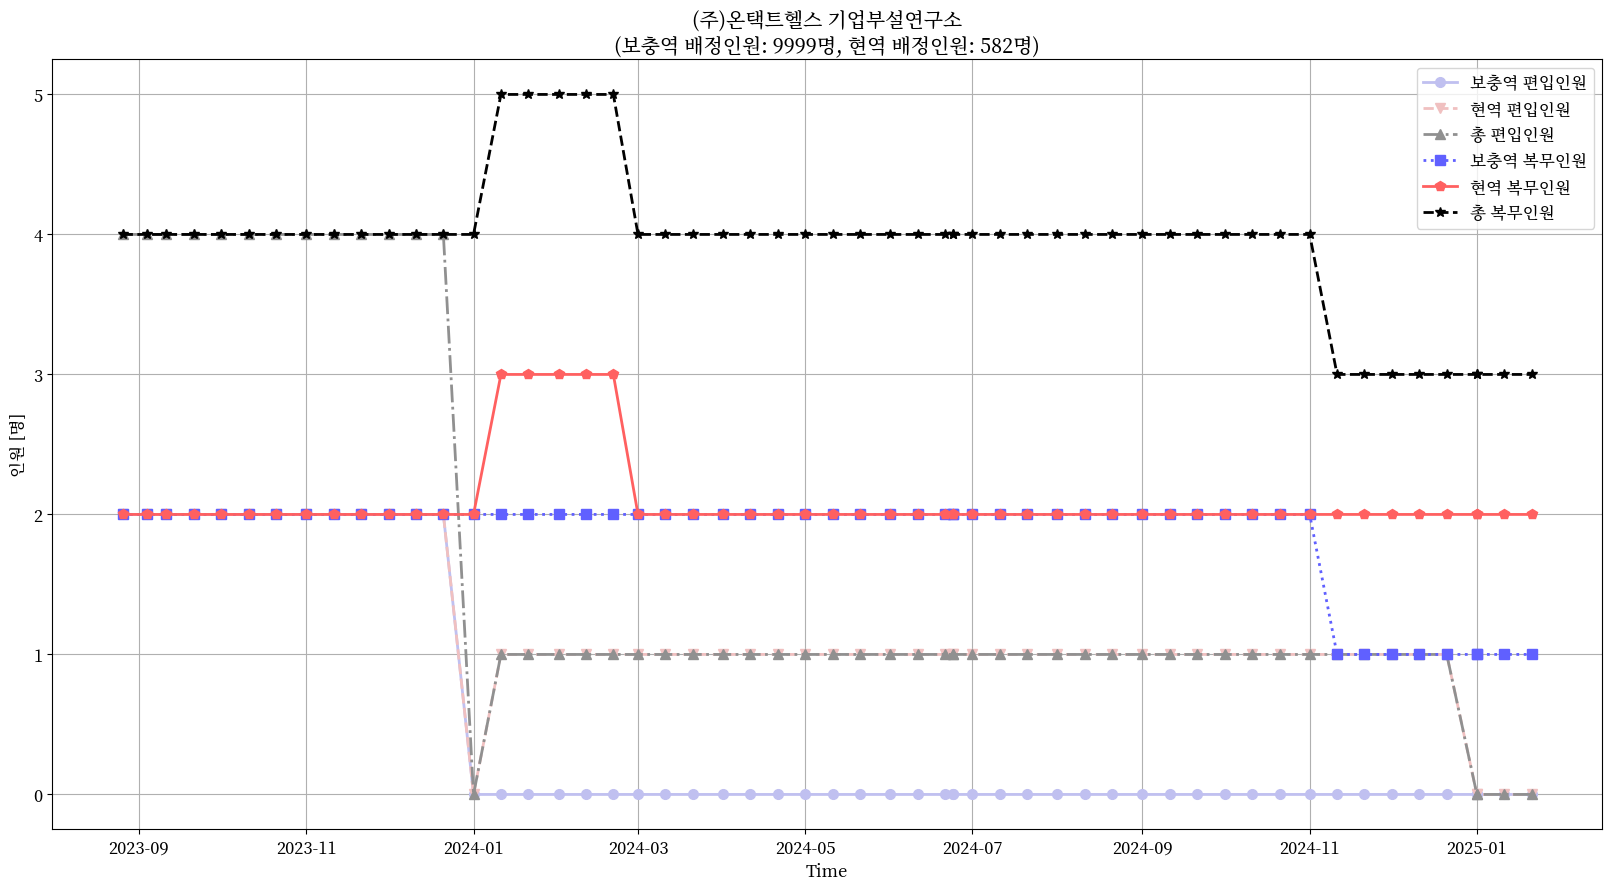 (주)온택트헬스 기업부설연구소
(보충역 배정인원: 9999명, 현역 배정인원: 582명)
보충역 편입인원
현역 편입인원
총 편입인원
보충역 복무인원
현역 복무인원
총 복무인원
인원 [명]
5
4
3
2
1
0
2023-09
2023-11
2024-01
2024-03
2024-05
2024-07
2024-09
2024-11
2025-01
Time